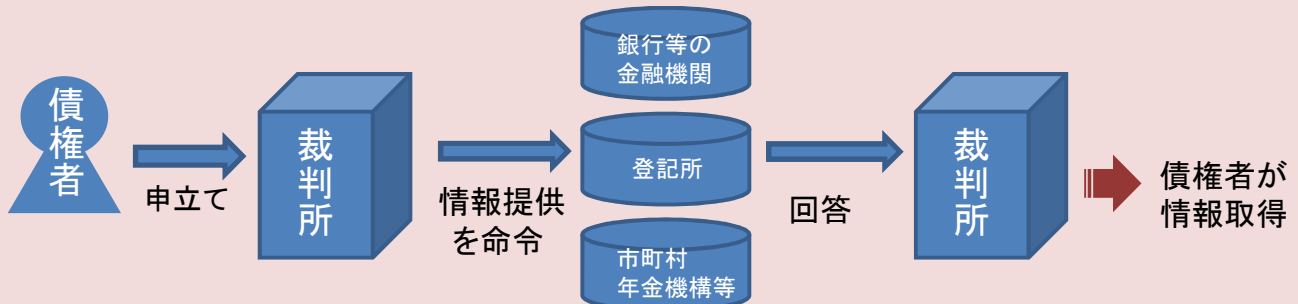 債権者
申立て
裁判所
情報提供
を命令
銀行等の
金融機関
登記所
市町村
年金機構等
回答
裁判所
債権者が
情報取得